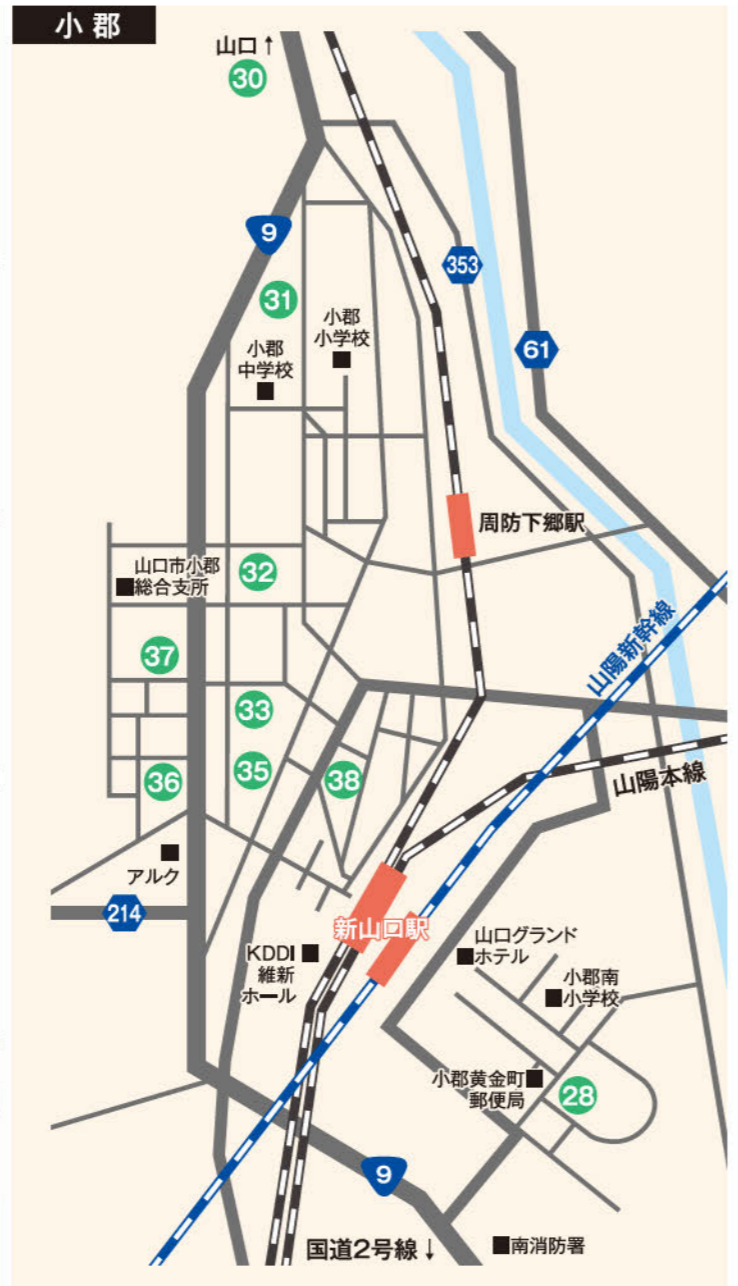 小郡
山口↑
30
9
353
31
小郡
小学校
小郡
中学校
61
周防下郷駅
山口市小郡
総合支所
32
山陽新幹線
37
33
35
36
38
山陽本線
アルク
214
新山口駅
KDDI
維新
ホール
山口グランド
ホテル
小郡南
小学校
小郡黄金町
郵便局
28
9
国道2号線↓
南消防署